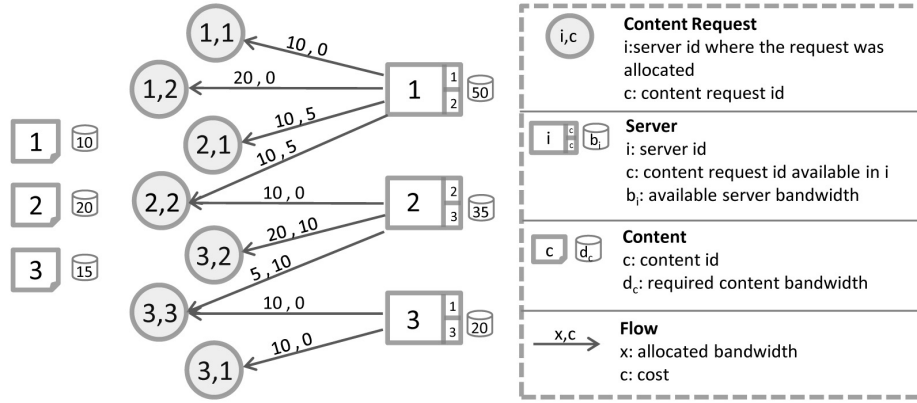 1
10
2
20
3
15
1,1
1,2
2,1
2,2
3,2
3,3
3,1
10 , 0
20 , 0
10 , 5
10 , 5
10 , 0
20 , 10
5 , 10
10 , 0
10 , 0
1
1
2
50
2
2
3
35
3
1
3
20
i,c
Content Request
i:server id where the request was
allocated
c: content request id
i
c
c
bi
Server
i: server id
c: content request id available in i
bi: available server bandwidth
c
dc
Content
c: content id
dc: required content bandwidth
x,c
Flow
x: allocated bandwidth
c: cost